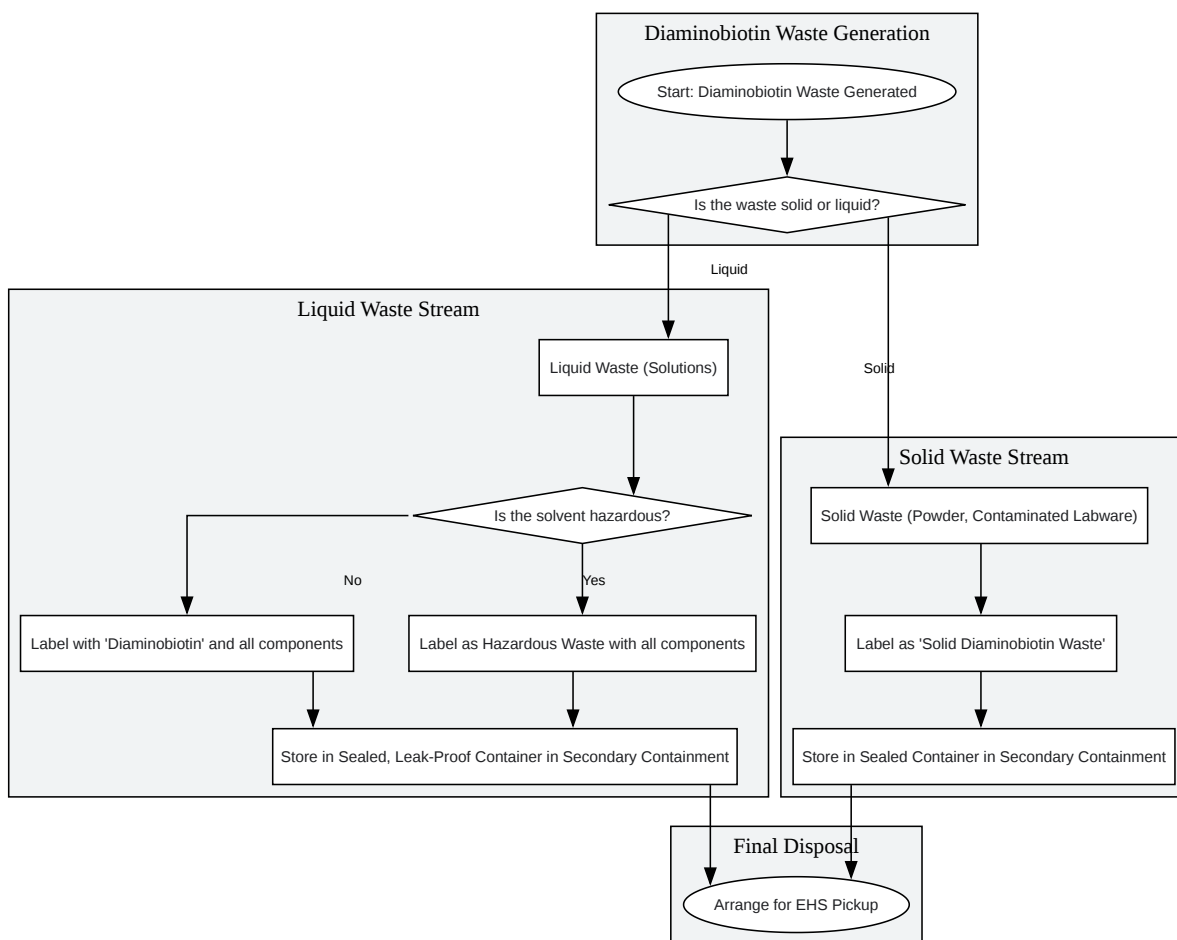 Diaminobiotin Waste Generation
Start: Diaminobiotin Waste Generated
Is the waste solid or liquid?
Liquid
Liquid Waste Stream
Liquid Waste (Solutions)
Solid
Solid Waste Stream
Is the solvent hazardous?
Solid Waste (Powder, Contaminated Labware)
No
Yes
Label with 'Diaminobiotin' and all components
Label as Hazardous Waste with all components
Label as 'Solid Diaminobiotin Waste'
Store in Sealed, Leak-Proof Container in Secondary Containment
Store in Sealed Container in Secondary Containment
Final Disposal
Arrange for EHS Pickup